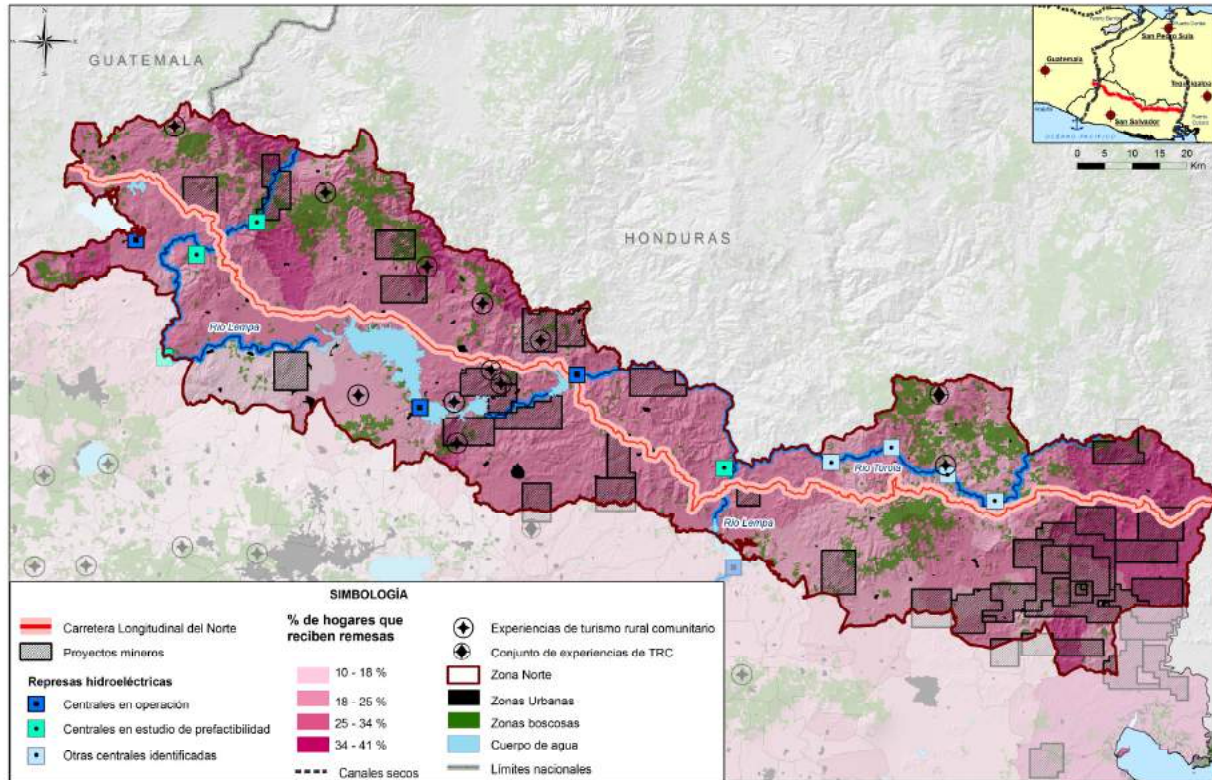 GUATEMALA
HONDURAS
Río Lempa
Río Torola
Río Lempa
San Pedro Sula
Guatemala
San Salvador
OCÉANO PACÍFICO
0 5 10 15 20
Km
SIMBOLOGÍA
Carretera Longitudinal del Norte
Proyectos mineros
Represas hidroeléctricas
Centrales en operación
Centrales en estudio de prefactibilidad
Otras centrales identificadas
% de hogares que
reciben remesas
10 - 18 %
18 - 25 %
25 - 34 %
34 - 41 %
Canales secos
Experiencias de turismo rural comunitario
Conjunto de experiencias de TRC
Zona Norte
Zonas Urbanas
Zonas boscosas
Cuerpo de agua
Límites nacionales